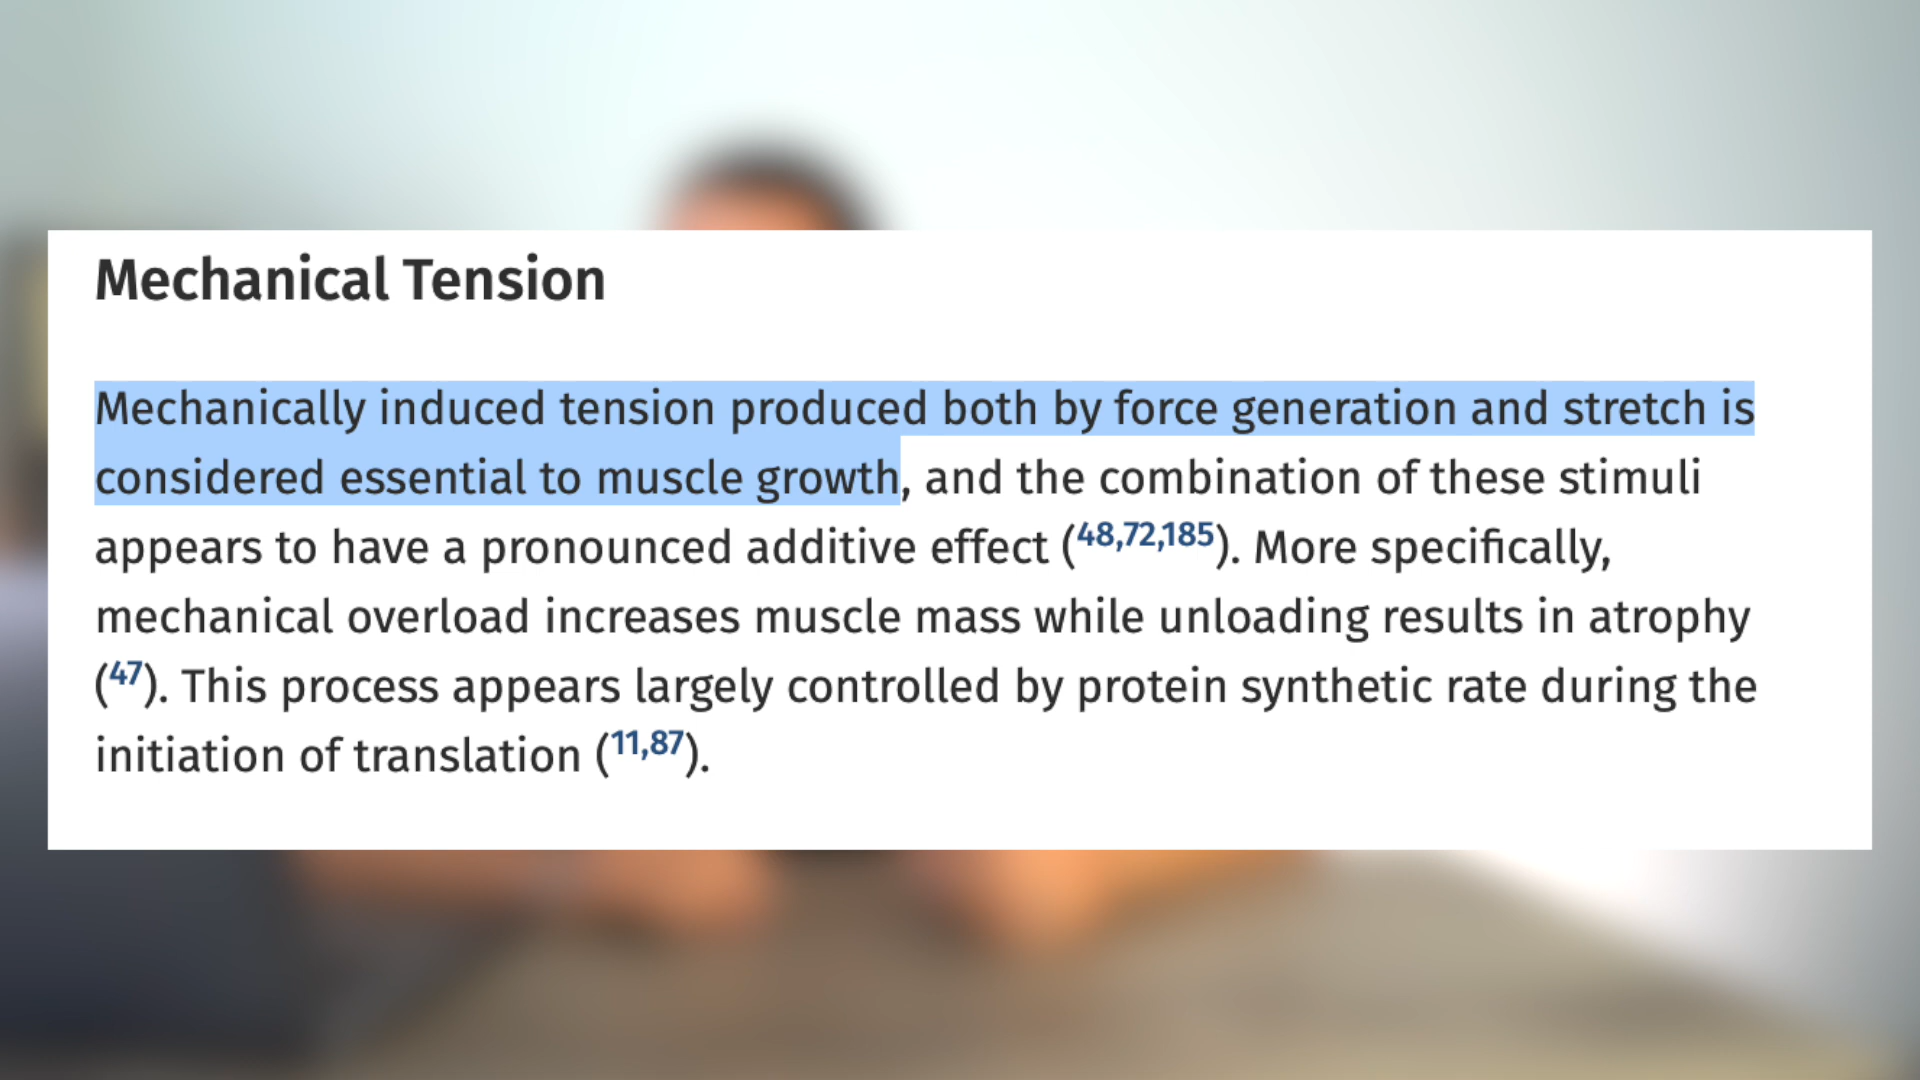 Mechanical Tension
Mechanically induced tension produced both by force generation and stretch is
considered essential to muscle growth, and the combination of these stimuli
appears to have a pronounced additive effect (48,72,185). More specifically,
mechanical overload increases muscle mass while unloading results in atrophy
(47). This process appears largely controlled by protein synthetic rate during the
initiation of translation (11,87).